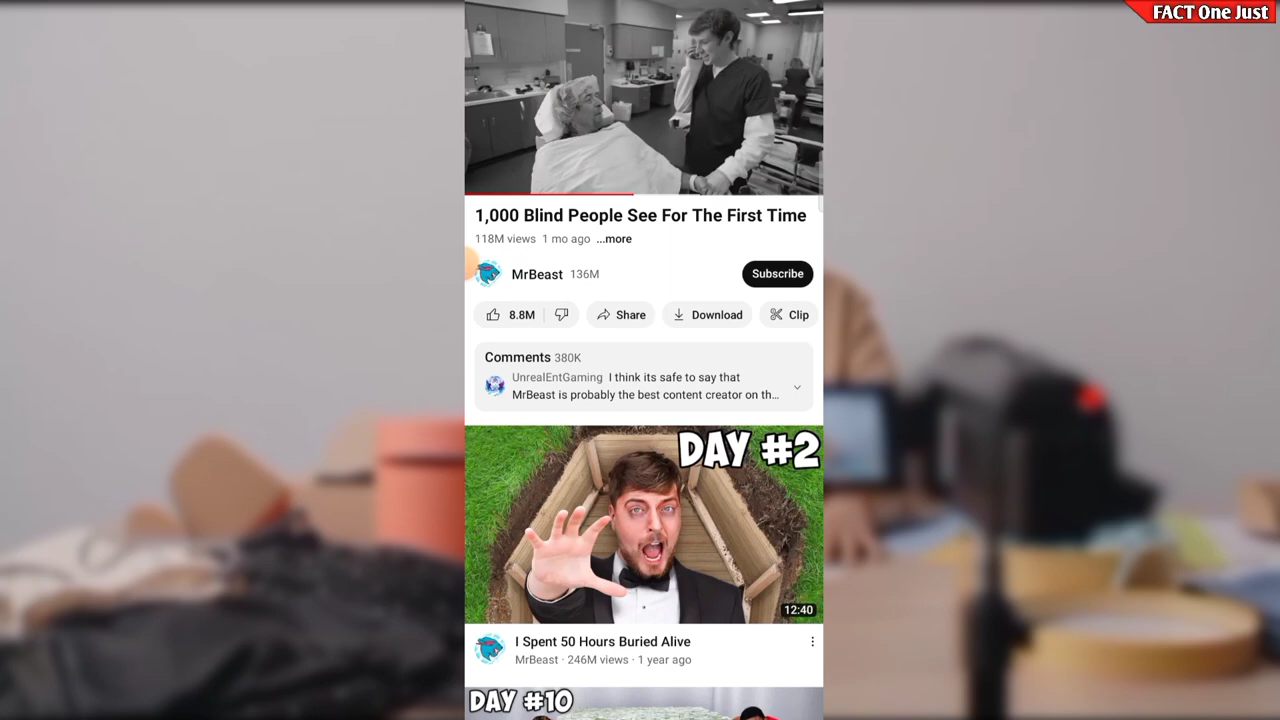 FACT One Just
1,000 Blind People See For The First Time
118M views 1 mo ago ...more
MrBeast 136M
Subscribe
8.8M
Share
Download
Clip
Comments 380K
UnrealEntGaming I think its safe to say that
MrBeast is probably the best content creator on th...
DAY #2
12:40
I Spent 50 Hours Buried Alive
MrBeast · 246M views · 1 year ago
DAY #10